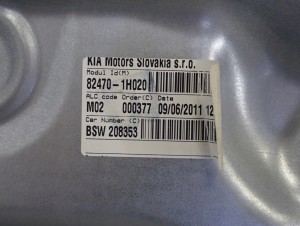 KIA Motors Slovakia s.r.o.
Modul Id(M)
82470-1H020
ALC code Order(C) Date
M02 000377 09/06/2011 12
Car Number (C)
BSW 208353